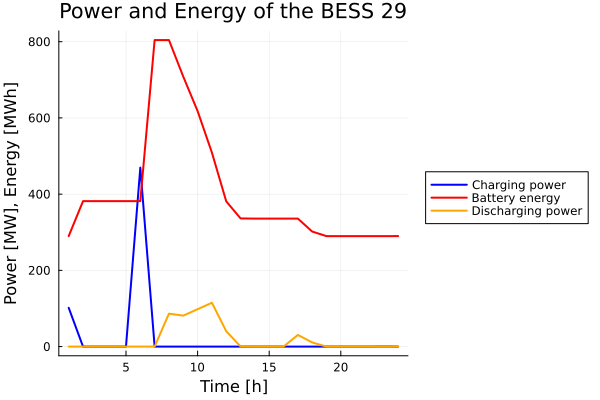 Power and Energy of the BESS 29
Power [MW], Energy [MWh]
800
600
400
200
0
5
10
15
20
Time [h]
Charging power
Battery energy
Discharging power